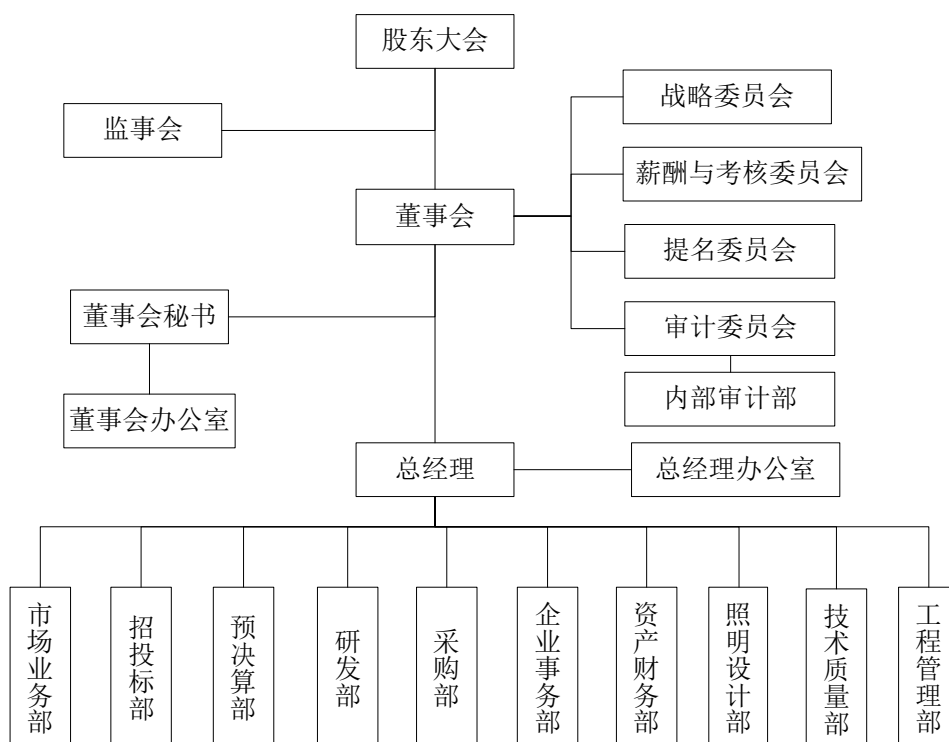 股东大会
战略委员会
监事会
薪酬与考核委员会
董事会
提名委员会
董事会秘书
审计委员会
内部审计部
董事会办公室
总经理
总经理办公室
市场业务部
招投标部
预决算部
研发部
采购部
企业事务部
资产财务部
照明设计部
技术质量部
工程管理部